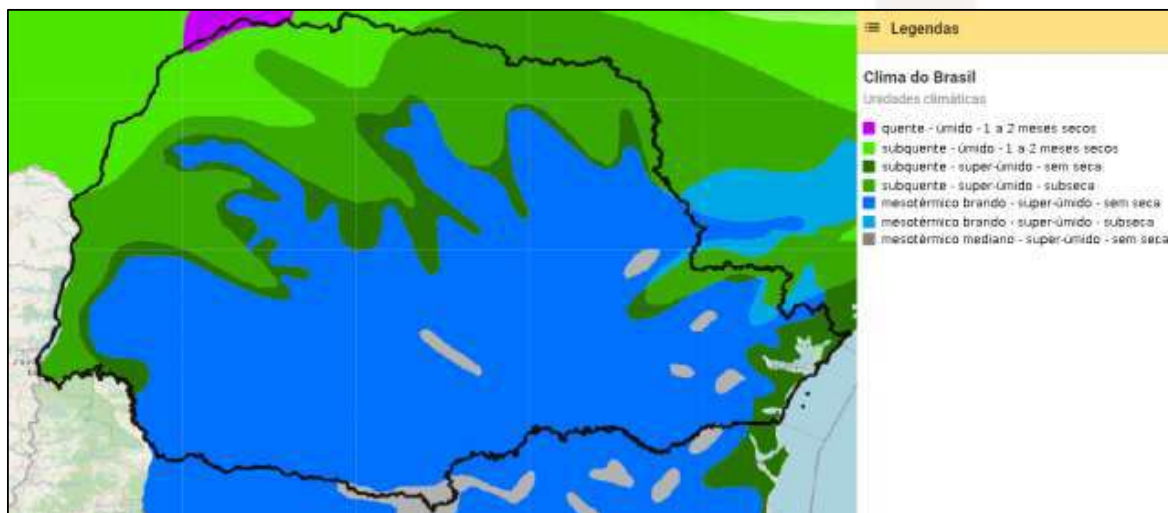 Legendas
Clima do Brasil
Unidades climáticas
quente - úmido - 1 a 2 meses secos
subquente - úmido - 1 a 2 meses secos
subquente - super-úmido - sem seca
subquente - super-úmido - subseca
mesotérmico brando - super-úmido - sem seca
mesotérmico brando - super-úmido - subseca
mesotérmico mediano - super-úmido - sem seca